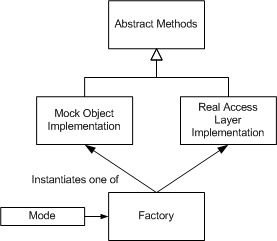 Abstract Methods
Mock Object
Implementation
Real Access
Layer
Implementation
Instantiates one of
Mode
Factory